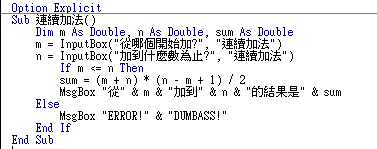 Option Explicit
Sub 連續加法()
    Dim m As Double, n As Double, sum As Double
    m = InputBox("從哪個開始加?", "連續加法")
    n = InputBox("加到什麼數為止?", "連續加法")
        If m <= n Then
        sum = (m + n) * (n - m + 1) / 2
        MsgBox "從" & m & "加到" & n & "的結果是" & sum
    Else
        MsgBox "ERROR!" & "DUMBASS!"
    End If
End Sub